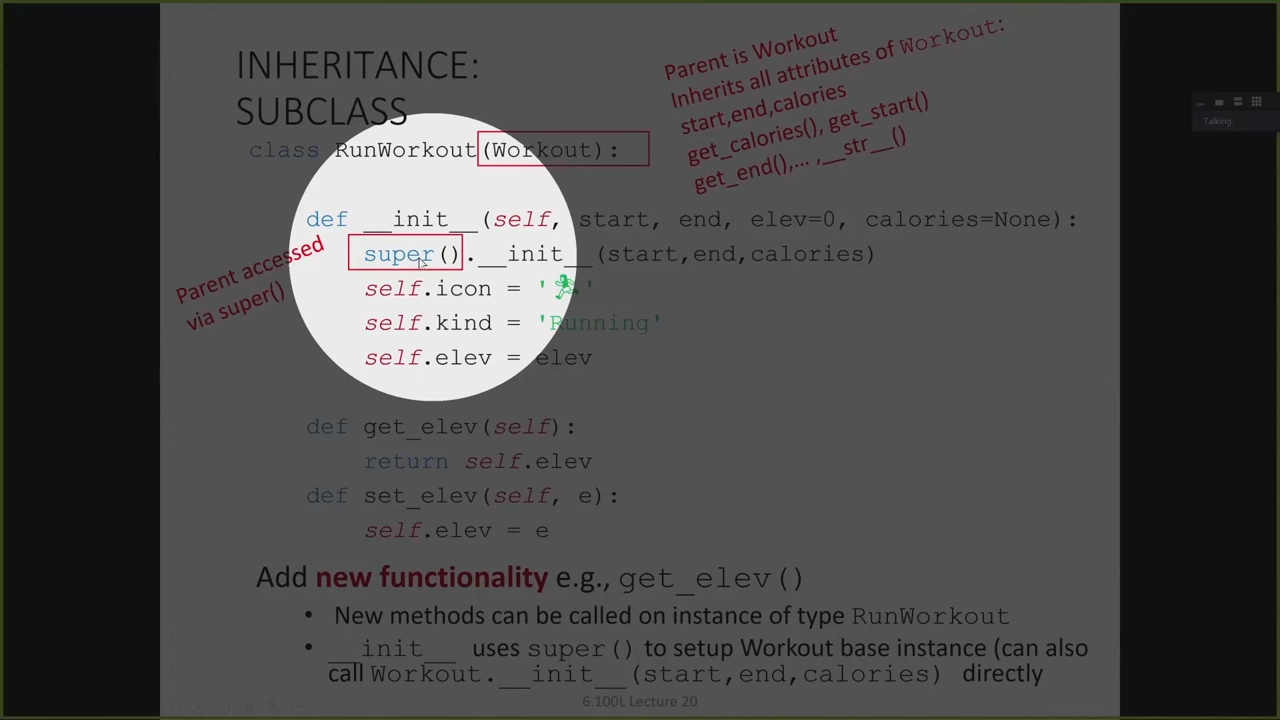 INHERITANCE:
SUBCLASS
Parent is Workout
Inherits all attributes of Workout:
start,end,calories
get_calories(), get_start()
get_end(),… ,__str__()
class RunWorkout(Workout):
def __init__(self, start, end, elev=0, calories=None):
super().__init__(start,end,calories)
Parent accessed
via super()
self.icon = '🏃'
self.kind = 'Running'
self.elev = elev
def get_elev(self):
return self.elev
def set_elev(self, e):
self.elev = e
Add new functionality e.g., get_elev()
• New methods can be called on instance of type RunWorkout
• __init__ uses super() to setup Workout base instance (can also
call Workout.__init__(start,end,calories) directly
6.100L Lecture 20
Talking: